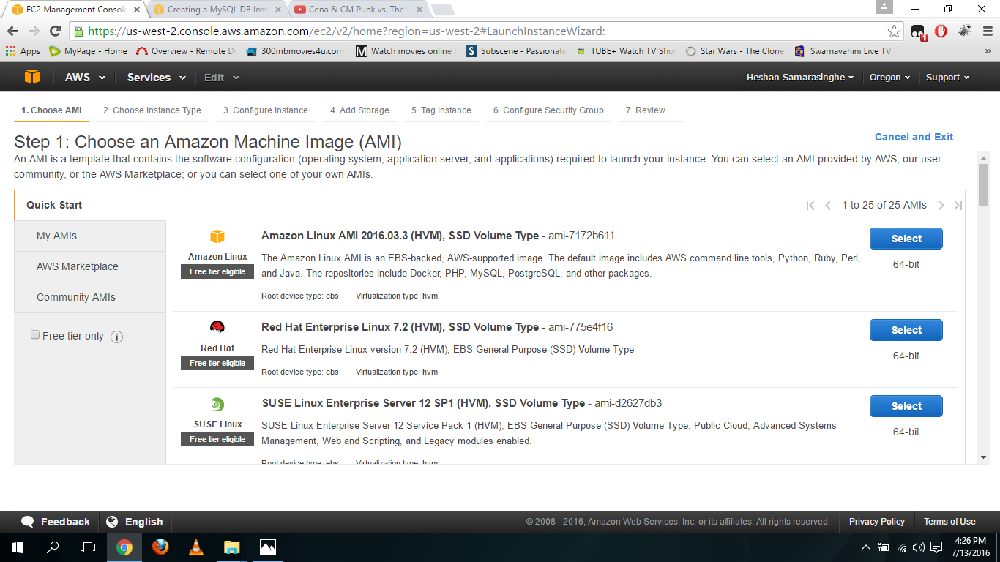 EC2 Management Console
Creating a MySQL DB Inst
Cena & CM Punk vs. The S
https://us-west-2.console.aws.amazon.com/ec2/v2/home?region=us-west-2#LaunchInstanceWizard:
1
Apps
MyPage - Home
Overview - Remote D
300mbmovies4u.com
Watch movies online
Subscene - Passionate
TUBE+ Watch TV Sho
Star Wars - The Clone
Swarnavahini Live TV
»
AWS
Services
Edit
Heshan Samarasinghe
Oregon
Support
1. Choose AMI
2. Choose Instance Type
3. Configure Instance
4. Add Storage
5. Tag Instance
6. Configure Security Group
7. Review
Step 1: Choose an Amazon Machine Image (AMI)
Cancel and Exit
An AMI is a template that contains the software configuration (operating system, application server, and applications) required to launch your instance. You can select an AMI provided by AWS, our user
community, or the AWS Marketplace; or you can select one of your own AMIs.
Quick Start
1 to 25 of 25 AMIs
My AMIs
AWS Marketplace
Community AMIs
Free tier only
Amazon Linux
Free tier eligible
Amazon Linux AMI 2016.03.3 (HVM), SSD Volume Type - ami-7172b611
The Amazon Linux AMI is an EBS-backed, AWS-supported image. The default image includes AWS command line tools, Python, Ruby, Perl,
and Java. The repositories include Docker, PHP, MySQL, PostgreSQL, and other packages.
Root device type: ebs
Virtualization type: hvm
Select
64-bit
Red Hat
Free tier eligible
Red Hat Enterprise Linux 7.2 (HVM), SSD Volume Type - ami-775e4f16
Red Hat Enterprise Linux version 7.2 (HVM), EBS General Purpose (SSD) Volume Type
Root device type: ebs
Virtualization type: hvm
Select
64-bit
SUSE Linux
Free tier eligible
SUSE Linux Enterprise Server 12 SP1 (HVM), SSD Volume Type - ami-d2627db3
SUSE Linux Enterprise Server 12 Service Pack 1 (HVM), EBS General Purpose (SSD) Volume Type. Public Cloud, Advanced Systems
Management, Web and Scripting, and Legacy modules enabled.
Root device type: ebs
Virtualization type: hvm
Select
64-bit
Feedback
English
© 2008 - 2016, Amazon Web Services, Inc. or its affiliates. All rights reserved.
Privacy Policy
Terms of Use
4:26 PM
7/13/2016